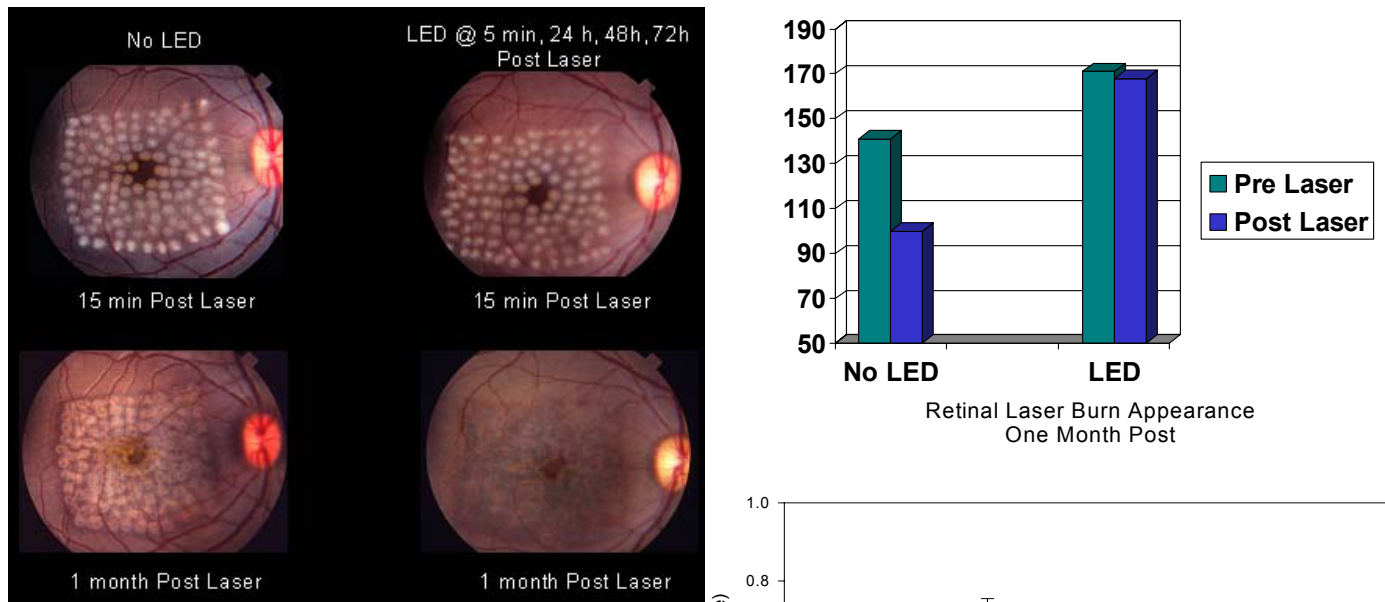 No LED
LED @ 5 min, 24 h, 48h,72h
Post Laser
15 min Post Laser
15 min Post Laser
1 month Post Laser
1 month Post Laser
190
170
150
130
110
90
70
50
No LED
LED
Pre Laser
Post Laser
Retinal Laser Burn Appearance
One Month Post
1.0
0.8